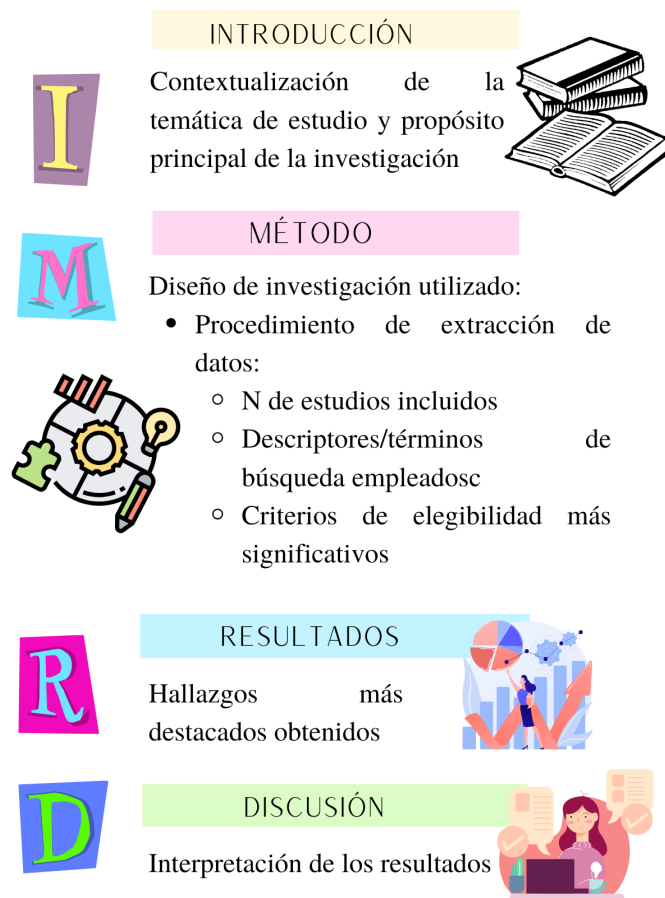 INTRODUCCIÓN
I
Contextualización de la
temática de estudio y propósito
principal de la investigación
MÉTODO
M
Diseño de investigación utilizado:
• Procedimiento de extracción de
datos:
○ N de estudios incluidos
○ Descriptores/términos de
búsqueda empleadosc
○ Criterios de elegibilidad más
significativos
RESULTADOS
R
Hallazgos más
destacados obtenidos
D
DISCUSIÓN
Interpretación de los resultados